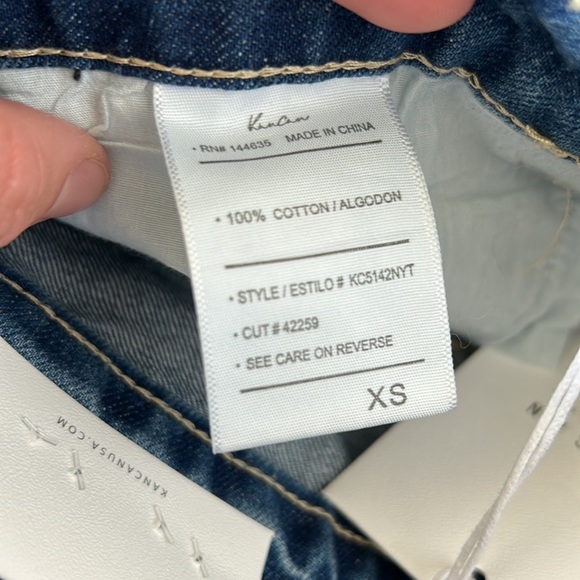 KanCan
• RN# 144635 MADE IN CHINA
• 100% COTTON / ALGODON
• STYLE / ESTILO # KC5142NYT
• CUT # 42259
• SEE CARE ON REVERSE
XS
KANCANUSA.COM